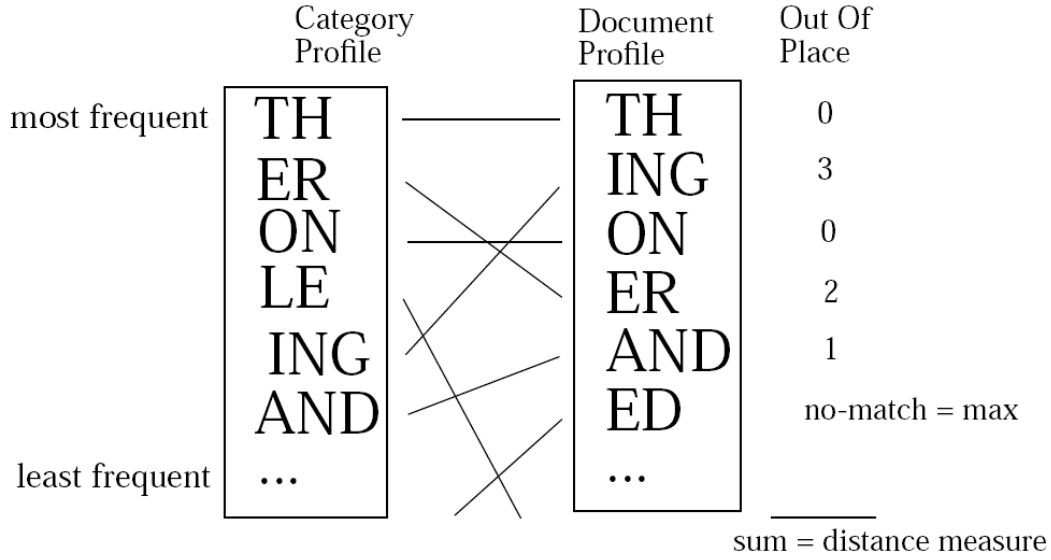 Category
Profile
Document
Profile
Out Of
Place
most frequent
TH
TH
0
ER
ING
3
ON
ON
0
LE
ER
2
ING
AND
1
AND
ED
no-match = max
least frequent
...
...
sum = distance measure